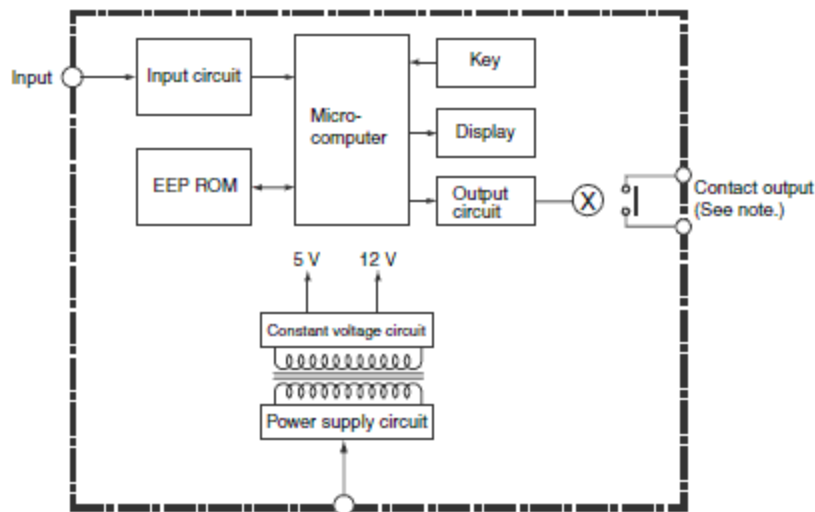 Input
Input circuit
Micro-
computer
Key
Display
EEP ROM
Output
circuit
X
Contact output
(See note.)
5 V
12 V
Constant voltage circuit
Power supply circuit